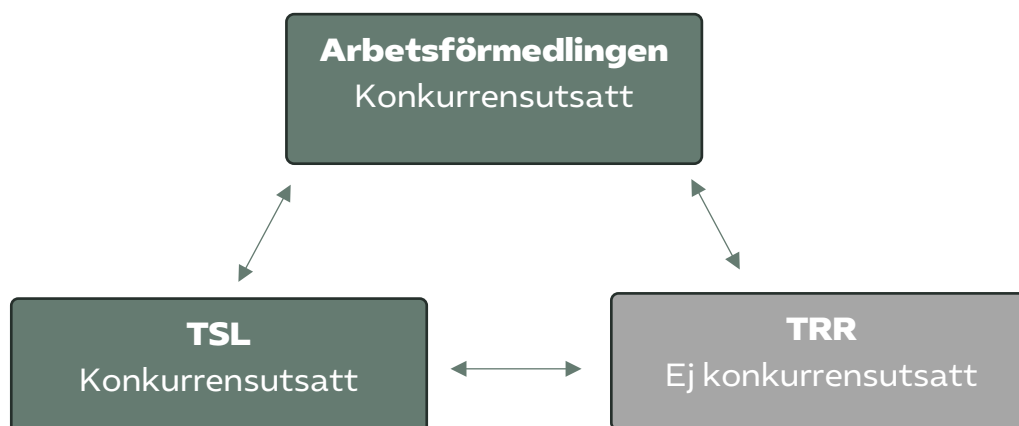 Arbetsförmedlingen
Konkurrensutsatt
TSL
Konkurrensutsatt
TRR
Ej konkurrensutsatt